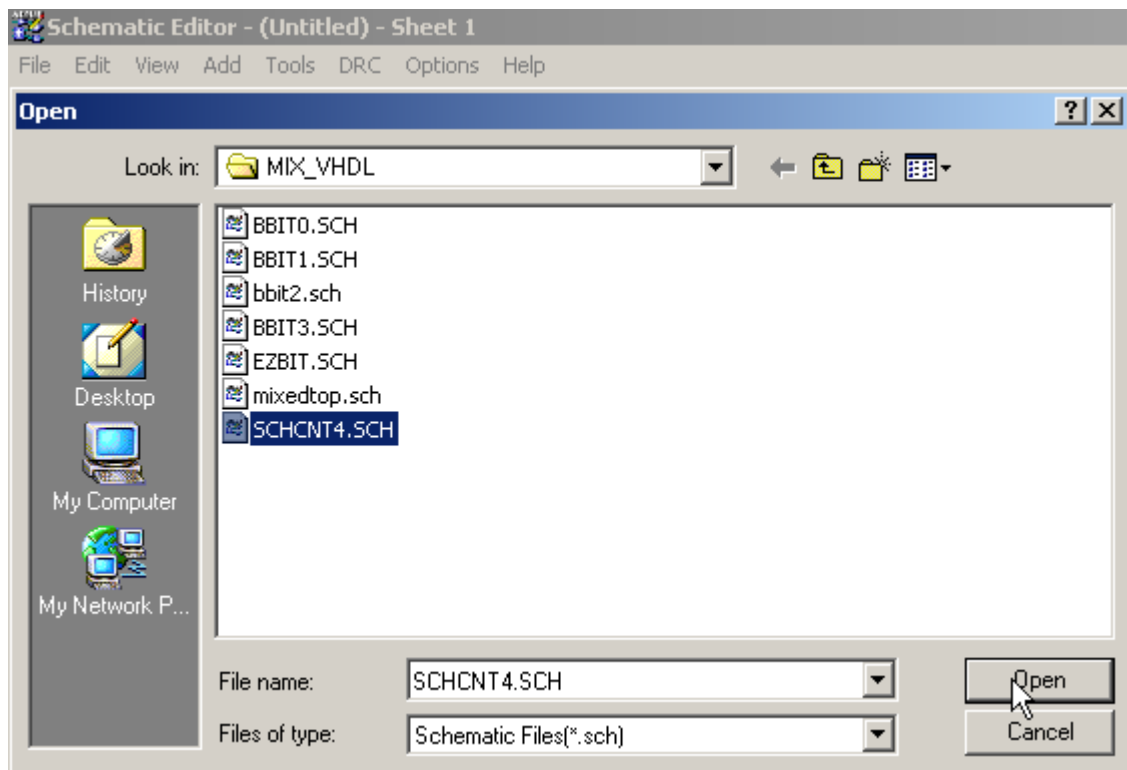 Schematic Editor - (Untitled) - Sheet 1
File Edit View Add Tools DRC Options Help
Open
Look in: MIX_VHDL
BBIT0.SCH
BBIT1.SCH
bbit2.sch
BBIT3.SCH
EZBIT.SCH
mixedtop.sch
SCHCNT4.SCH
History
Desktop
My Computer
My Network P...
File name: SCHCNT4.SCH Open
Files of type: Schematic Files(*.sch) Cancel